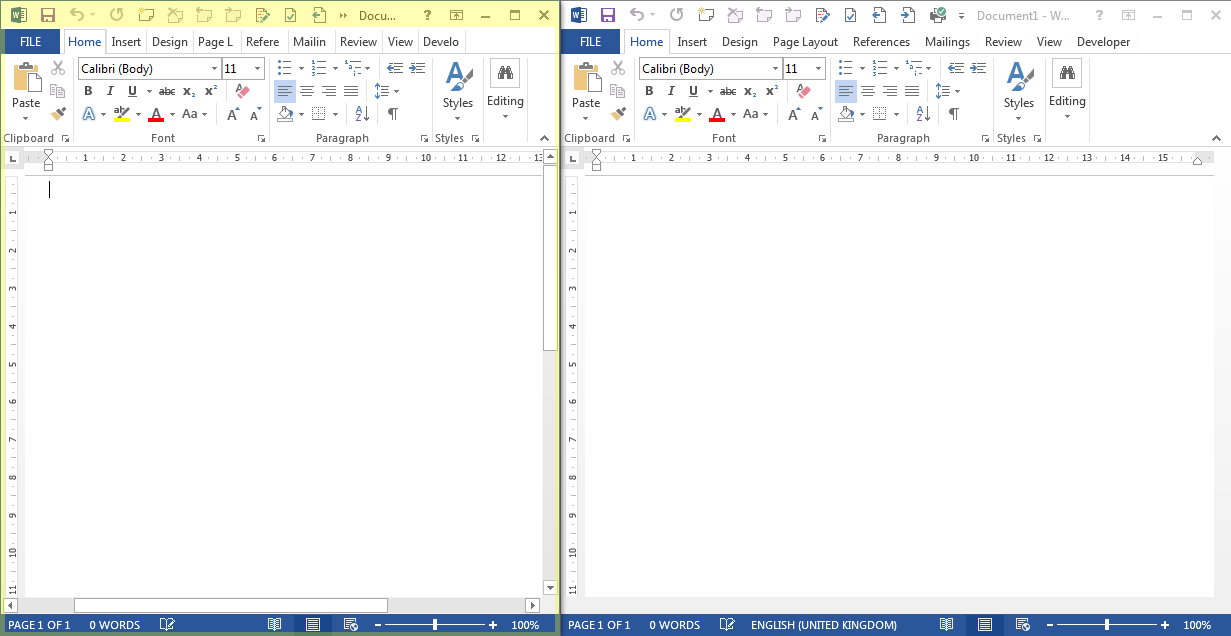 Docu... ?
FILE Home Insert Design Page L Refere Mailin Review View Develo
Calibri (Body) 11
Paste
B I U abc x₂ x²
A ab A Aa A A
A
Z
Styles
Editing
Clipboard Font Paragraph Styles
L 1 2 3 4 5 6 7 8 9 10 11 12 13
1
2
3
4
5
6
7
8
9
10
11
PAGE 1 OF 1 0 WORDS 100%
Document1 - W... ?
FILE Home Insert Design Page Layout References Mailings Review View Developer
Calibri (Body) 11
Paste
B I U abc x₂ x²
A ab A Aa A A
A
Z
Styles
Editing
Clipboard Font Paragraph Styles
L 1 2 3 4 5 6 7 8 9 10 11 12 13 14 15
1
2
3
4
5
6
7
8
9
10
11
PAGE 1 OF 1 0 WORDS ENGLISH (UNITED KINGDOM) 100%